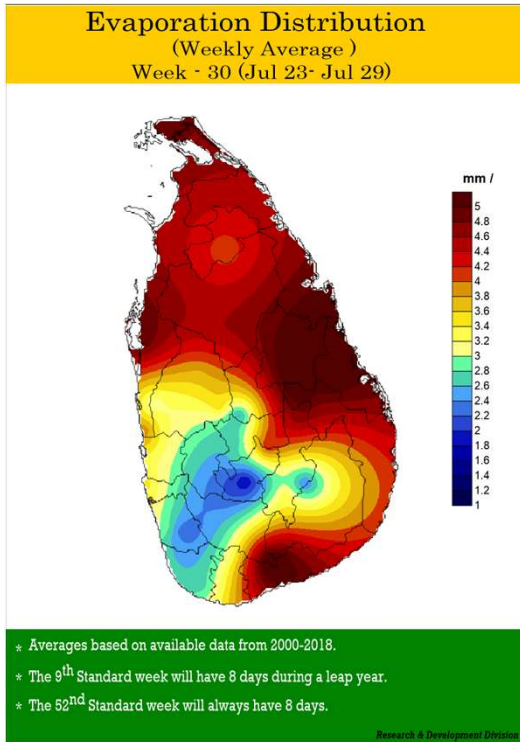 Evaporation Distribution
(Weekly Average )
Week - 30 (Jul 23- Jul 29)
mm /
5
4.8
4.6
4.4
4.2
4
3.8
3.6
3.4
3.2
3
2.8
2.6
2.4
2.2
2
1.8
1.6
1.4
1.2
1
* Averages based on available data from 2000-2018.
* The 9th Standard week will have 8 days during a leap year.
* The 52nd Standard week will always have 8 days.
Research & Development Division